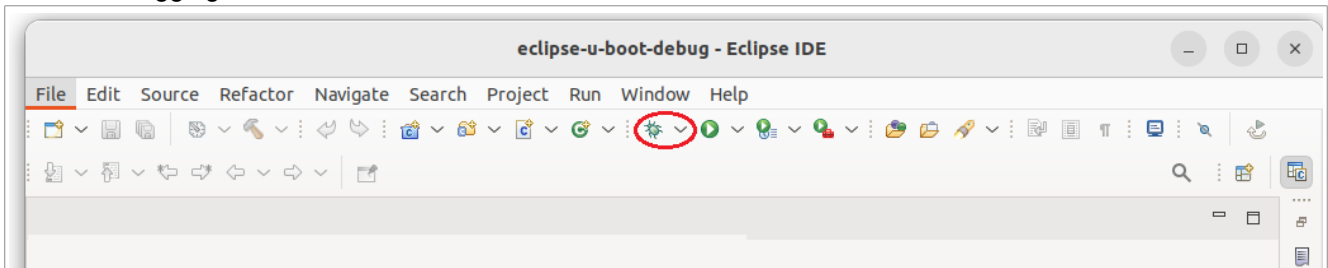 eclipse-u-boot-debug - Eclipse IDE
File Edit Source Refactor Navigate Search Project Run Window Help